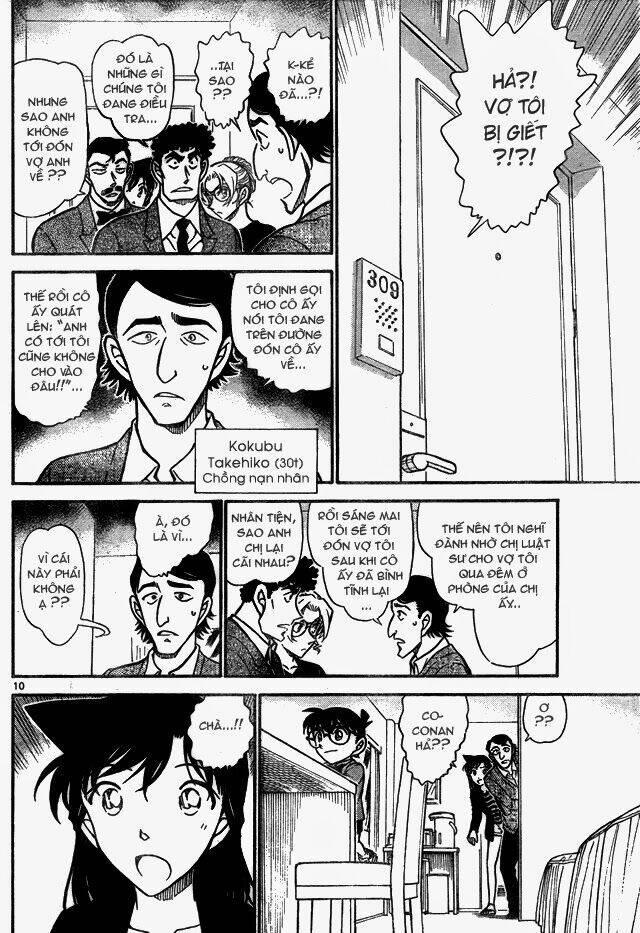 HẢ?!
VỢ TÔI
BỊ GIẾT
?!?!
309
K-KẺ
NÀO
ĐÃ...?!
..TẠI
SAO
??
ĐÓ LÀ
NHỮNG GÌ
CHÚNG TÔI
ĐANG ĐIỀU
TRA...
NHƯNG
SAO ANH
KHÔNG
TỚI ĐÓN
VỢ ANH
VỀ ??
TÔI ĐỊNH GỌI
CHO CÔ ẤY
NÓI TÔI ĐANG
TRÊN ĐƯỜNG
ĐÓN CÔ ẤY
VỀ...
THẾ RỒI CÔ
ẤY QUÁT
LÊN: “ANH
CÓ TỚI TÔI
CŨNG KHÔNG
CHO VÀO
ĐÂU!!”...
Kokubu
Takehiko (30t)
Chồng nạn nhân
THẾ NÊN TÔI NGHĨ
ĐÀNH NHỜ CHỊ LUẬT
SƯ CHO VỢ TÔI
QUA ĐÊM Ở
PHÒNG CỦA CHỊ
ẤY..
RỒI SÁNG MAI
TÔI SẼ TỚI
ĐÓN VỢ TÔI
SAU KHI CÔ
ẤY ĐÃ BÌNH
TĨNH LẠI
...
NHÂN TIỆN,
SAO ANH
CHỊ LẠI
CÃI NHAU?
À, ĐÓ
LÀ VÌ...
VÌ CÁI
NÀY PHẢI
KHÔNG
Ạ ??
10
Ơ
??
CO-
CONAN
HẢ??
CHÀ...!!